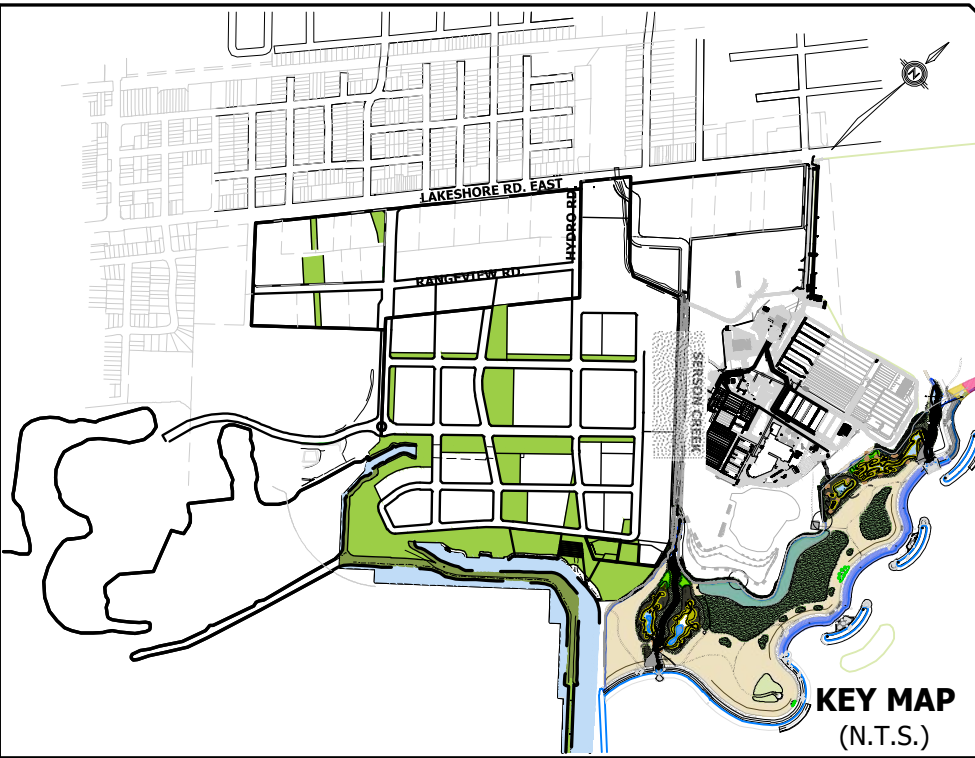 N
LAKESHORE RD. EAST
HYDRO RD.
RANGEVIEW RD.
SERSON CREEK
KEY MAP
(N.T.S.)